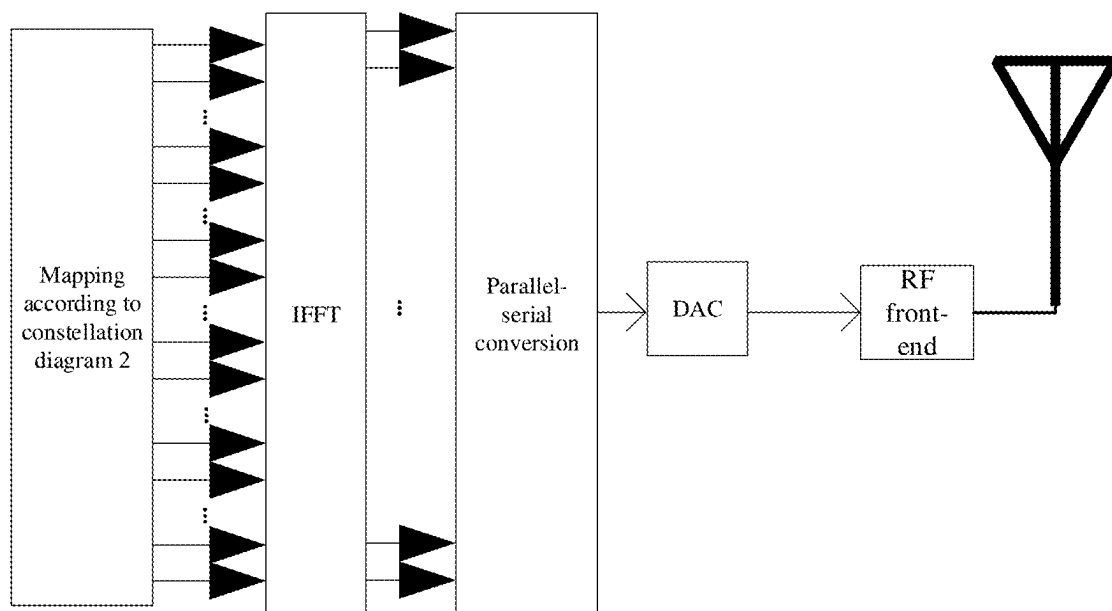 Mapping
according to
constellation
diagram 2
IFFT
Parallel-
serial
conversion
DAC
RF
front-
end